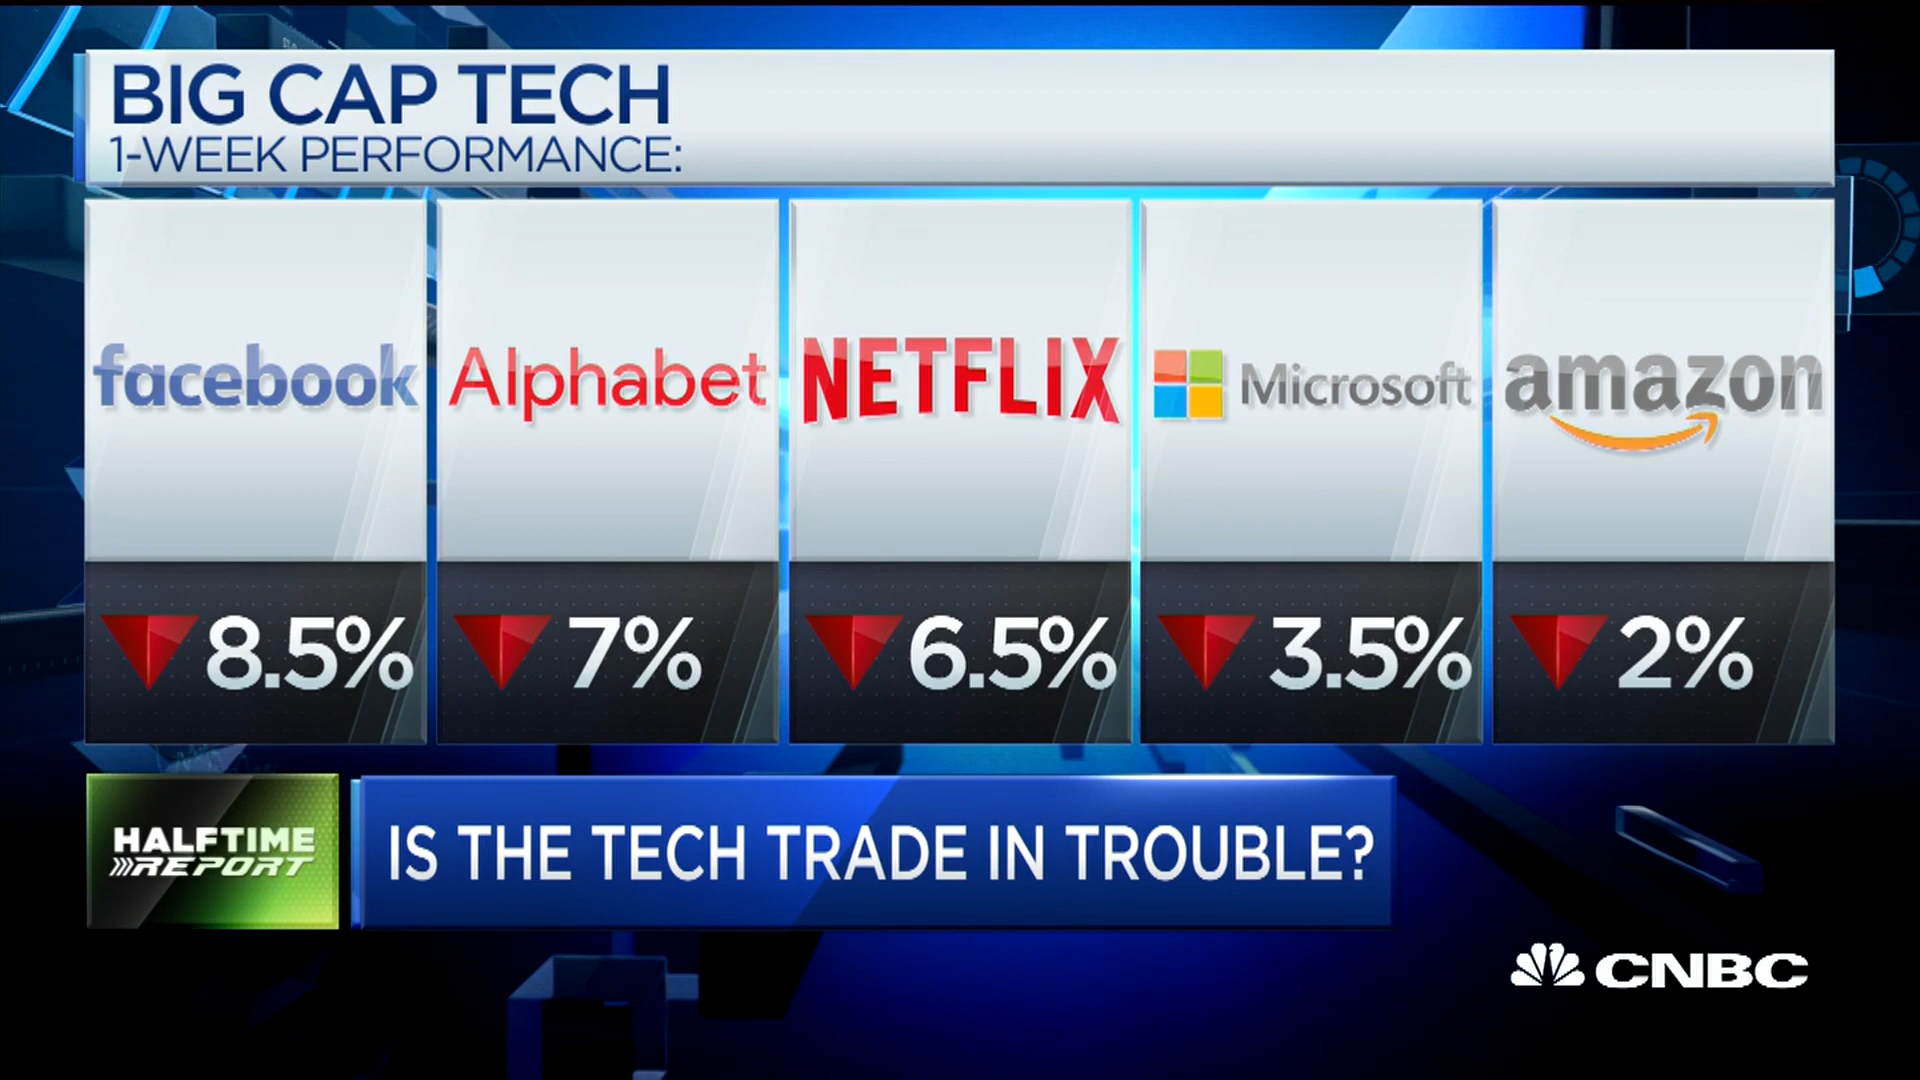 BIG CAP TECH
1-WEEK PERFORMANCE:
facebook
Alphabet
NETFLIX
Microsoft
amazon
8.5%
7%
6.5%
3.5%
2%
HALFTIME
REPORT
IS THE TECH TRADE IN TROUBLE?
CNBC